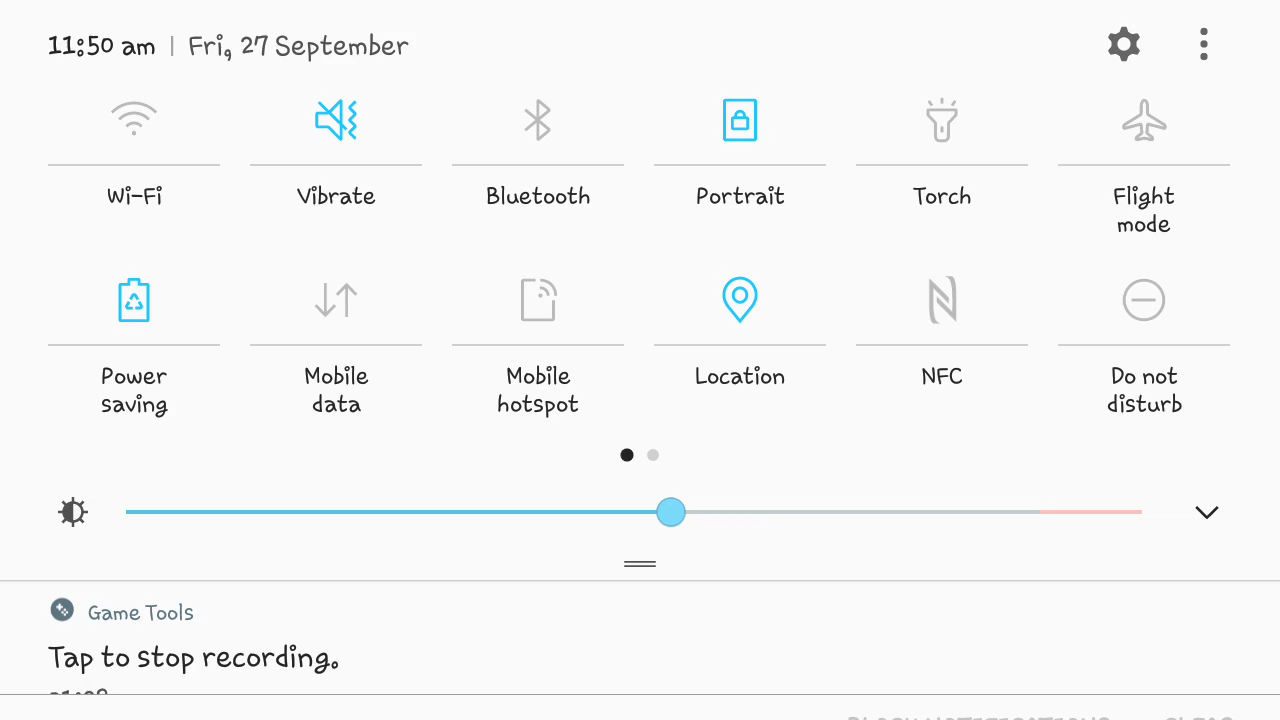 11:50 am | Fri, 27 September
Wi-Fi Vibrate Bluetooth Portrait Torch Flight mode
Power saving Mobile data Mobile hotspot Location NFC Do not disturb
Game Tools
Tap to stop recording.